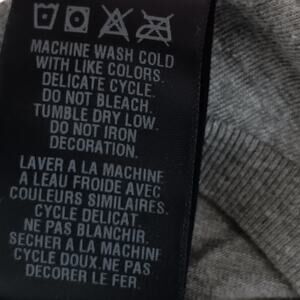 MACHINE WASH COLD
WITH LIKE COLORS.
DELICATE CYCLE.
DO NOT BLEACH.
TUMBLE DRY LOW.
DO NOT IRON
DECORATION.
LAVER A LA MACHINE
A LEAU FROIDE AVEC
COULEURS SIMILAIRES.
CYCLE DELICAT.
NE PAS BLANCHIR.
SECHER A LA MACHINE
CYCLE DOUX.NE PAS
DECORER LE FER.